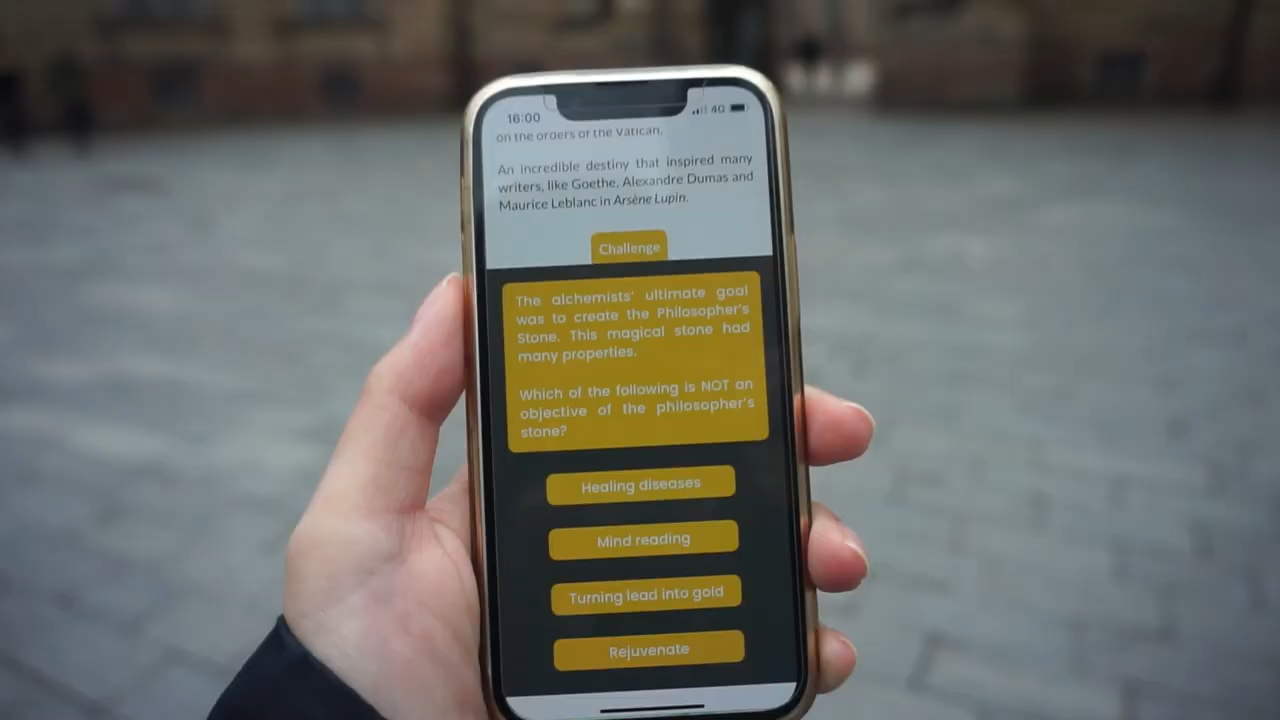 16:00
4G
on the orders of the Vatican.
An incredible destiny that inspired many
writers, like Goethe, Alexandre Dumas and
Maurice Leblanc in Arsène Lupin.
Challenge
The alchemists' ultimate goal
was to create the Philosopher's
Stone. This magical stone had
many properties.
Which of the following is NOT an
objective of the philosopher's
stone?
Healing diseases
Mind reading
Turning lead into gold
Rejuvenate